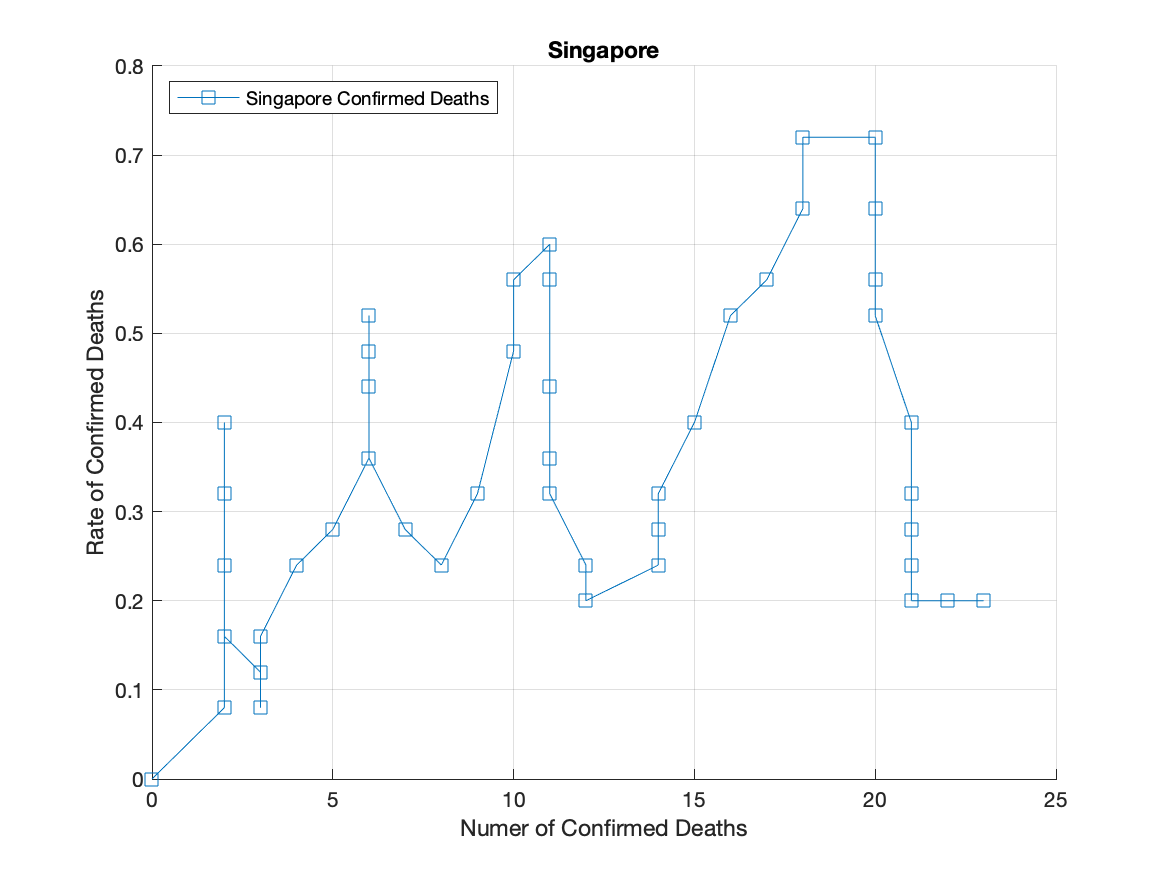 Singapore
Singapore Confirmed Deaths
Rate of Confirmed Deaths
0.8
0.7
0.6
0.5
0.4
0.3
0.2
0.1
0
0 5 10 15 20 25
Numer of Confirmed Deaths